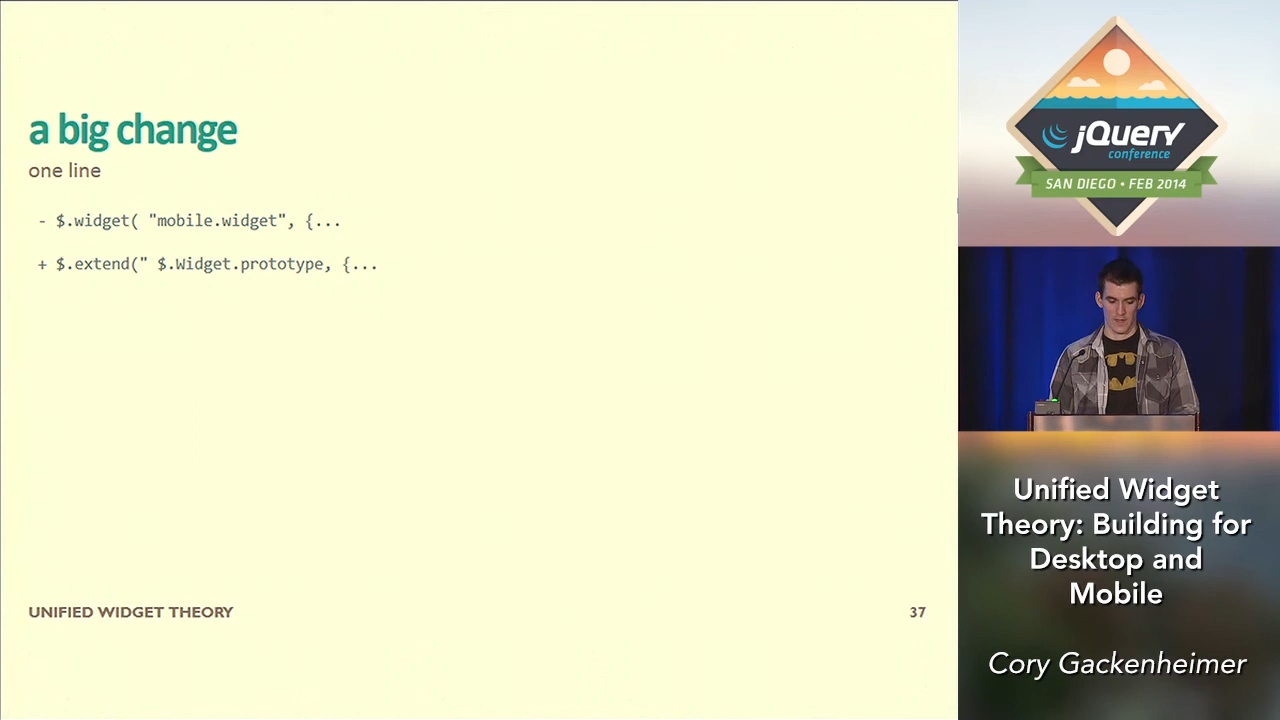 a big change
one line
- $.widget( "mobile.widget", {...
+ $.extend(" $.Widget.prototype, {...
UNIFIED WIDGET THEORY
37
jQuery
conference
SAN DIEGO • FEB 2014
Unified Widget
Theory: Building for
Desktop and
Mobile
Cory Gackenheimer